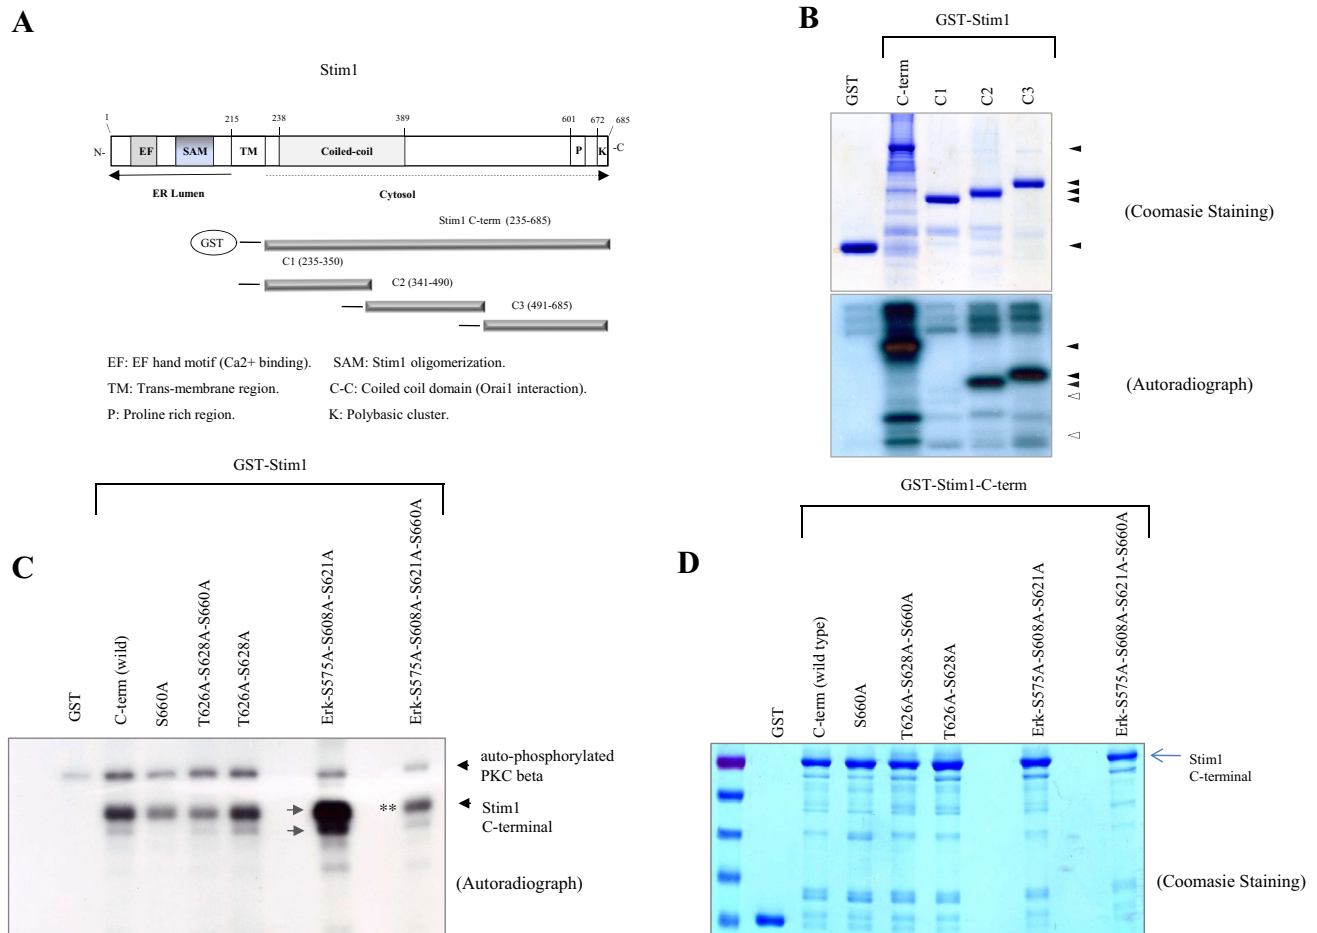 A
Stim1
1 215 238 389 601 672 685
N- EF SAM TM Coiled-coil P K -C
ER Lumen Cytosol
Stim1 C-term (235-685)
GST
C1 (235-350)
C2 (341-490)
C3 (491-685)
EF: EF hand motif (Ca2+ binding). SAM: Stim1 oligomerization.
TM: Trans-membrane region. C-C: Coiled coil domain (Orai1 interaction).
P: Proline rich region. K: Polybasic cluster.
B
GST-Stim1
GST
C-term
C1
C2
C3
(Coomasie Staining)
(Autoradiograph)
C
GST-Stim1
GST
C-term (wild)
S660A
T626A-S628A-S660A
T626A-S628A
Erk-S575A-S608A-S621A
Erk-S575A-S608A-S621A-S660A
auto-phosphorylated
PKC beta
**
Stim1
C-terminal
(Autoradiograph)
D
GST-Stim1-C-term
GST
C-term (wild type)
S660A
T626A-S628A-S660A
T626A-S628A
Erk-S575A-S608A-S621A
Erk-S575A-S608A-S621A-S660A
Stim1
C-terminal
(Coomasie Staining)